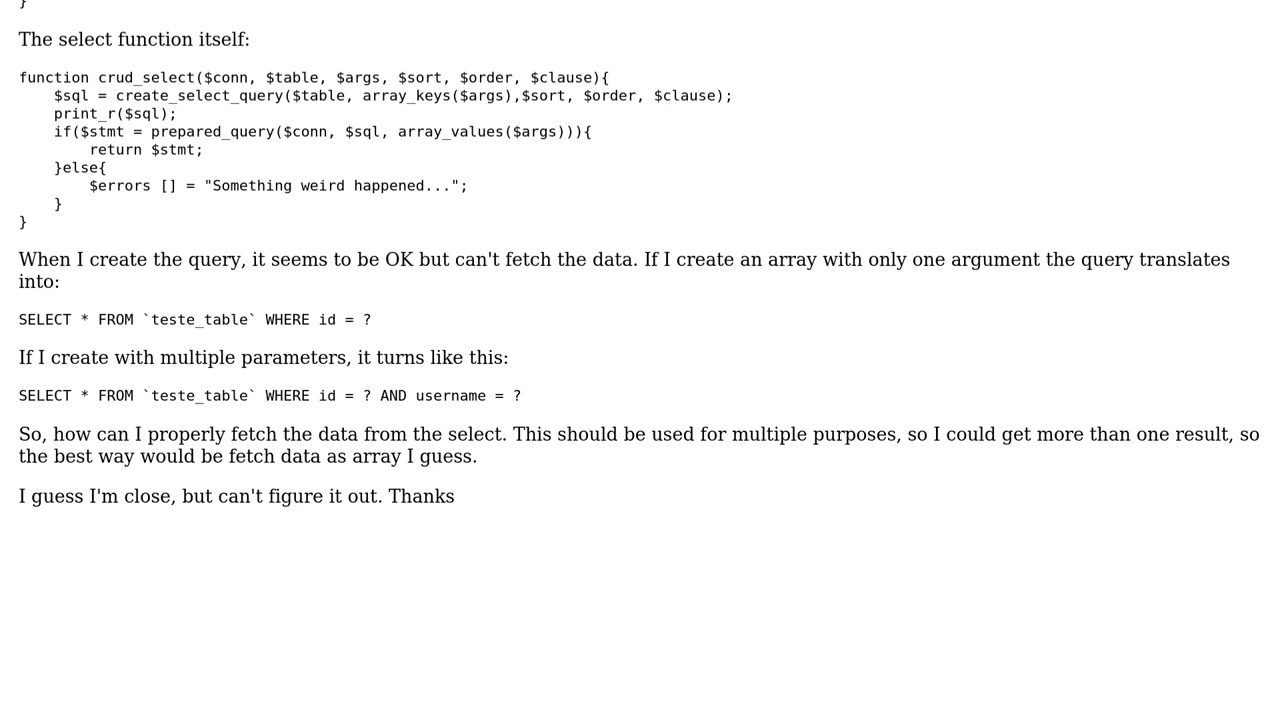 }
The select function itself:
function crud_select($conn, $table, $args, $sort, $order, $clause){
    $sql = create_select_query($table, array_keys($args),$sort, $order, $clause);
    print_r($sql);
    if($stmt = prepared_query($conn, $sql, array_values($args))){
        return $stmt;
    }else{
        $errors [] = "Something weird happened...";
    }
}
When I create the query, it seems to be OK but can't fetch the data. If I create an array with only one argument the query translates
into:
SELECT * FROM `teste_table` WHERE id = ?
If I create with multiple parameters, it turns like this:
SELECT * FROM `teste_table` WHERE id = ? AND username = ?
So, how can I properly fetch the data from the select. This should be used for multiple purposes, so I could get more than one result, so
the best way would be fetch data as array I guess.
I guess I'm close, but can't figure it out. Thanks